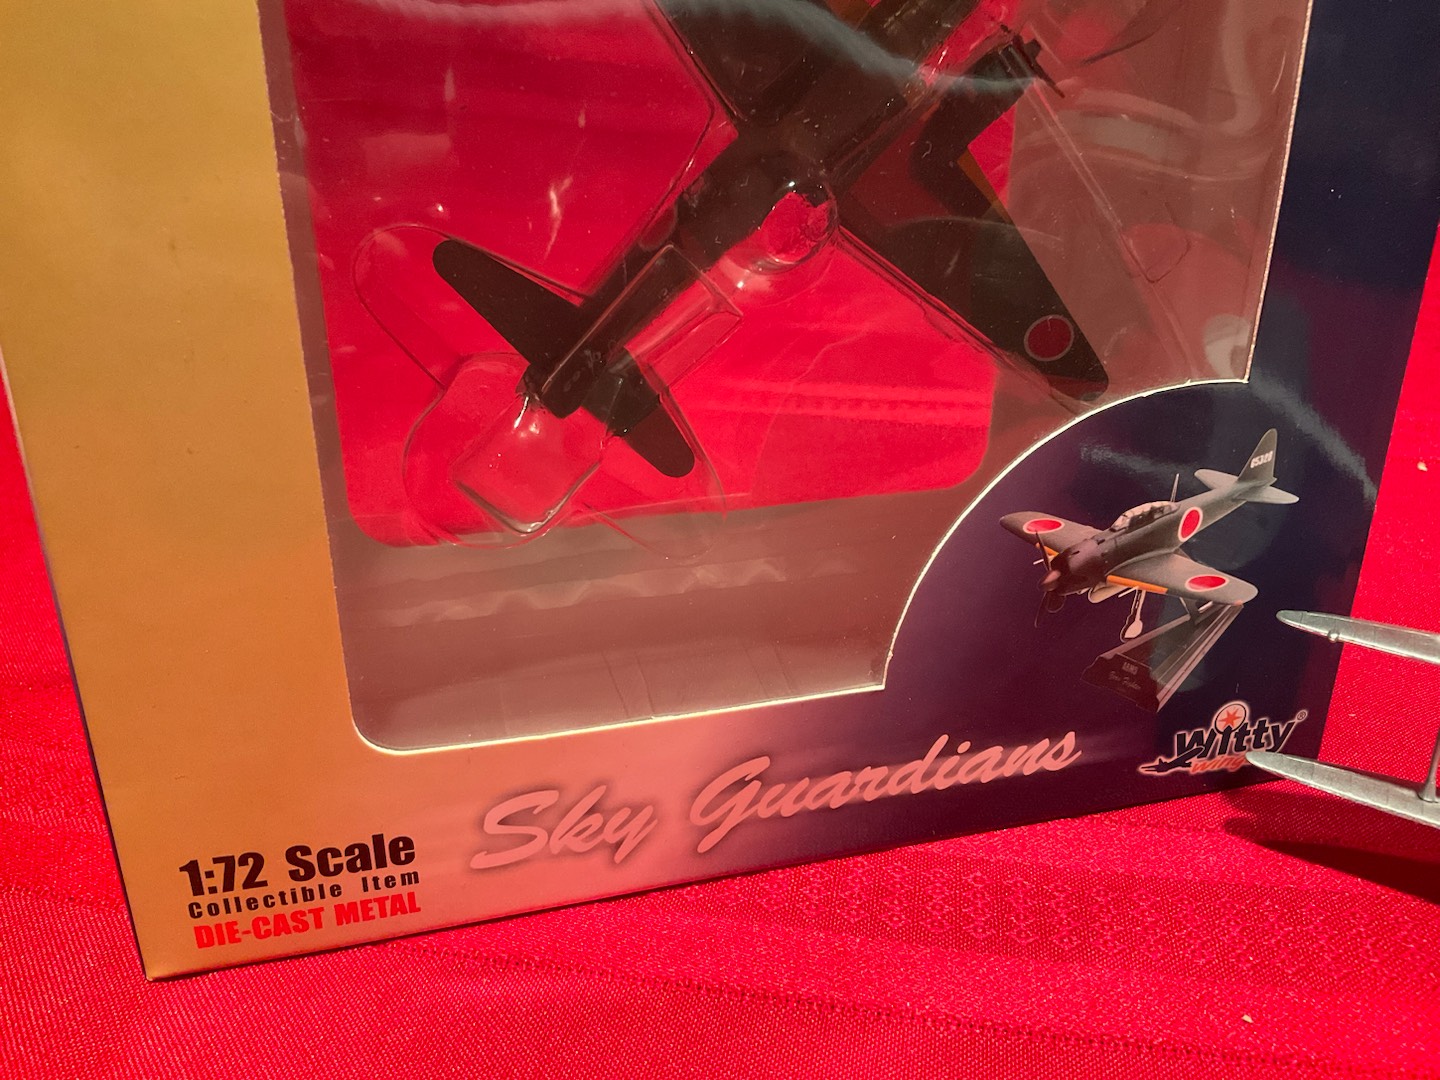 Sky Guardians
1:72 Scale
Collectible Item
DIE-CAST METAL
Witty®